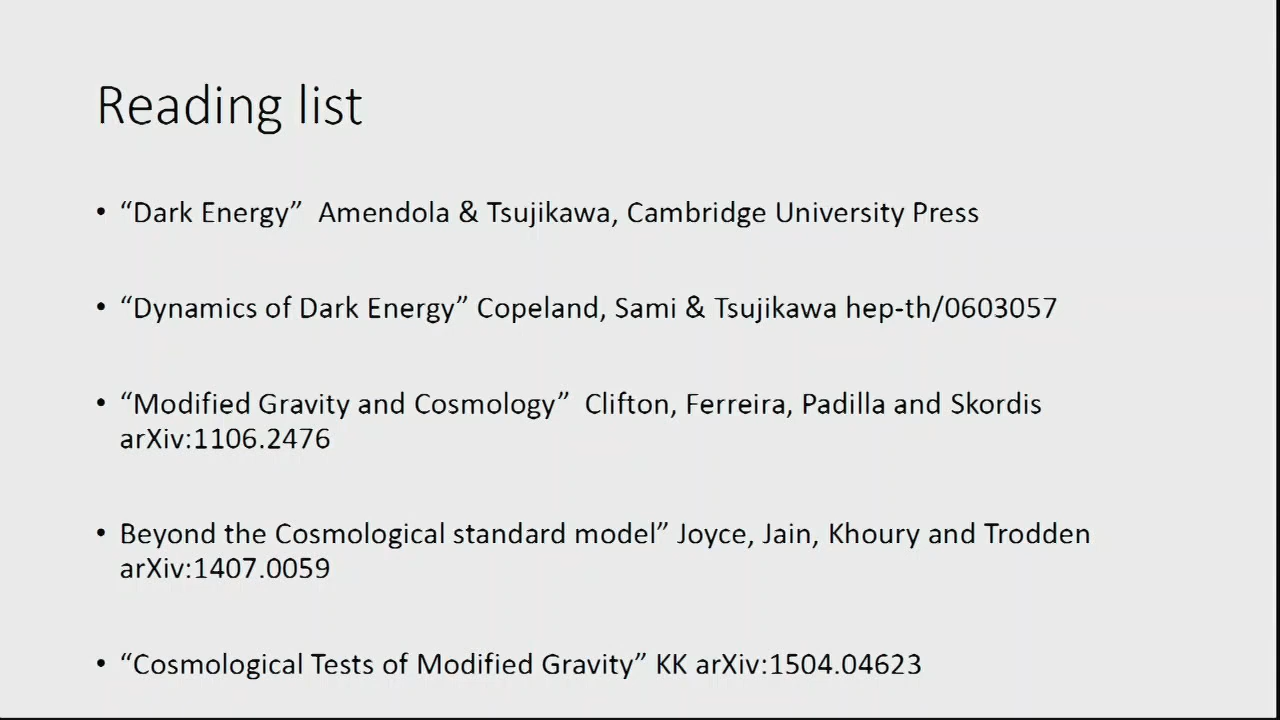 Reading list
• “Dark Energy”  Amendola & Tsujikawa, Cambridge University Press
• “Dynamics of Dark Energy” Copeland, Sami & Tsujikawa hep-th/0603057
• “Modified Gravity and Cosmology”  Clifton, Ferreira, Padilla and Skordis
arXiv:1106.2476
• Beyond the Cosmological standard model” Joyce, Jain, Khoury and Trodden
arXiv:1407.0059
• “Cosmological Tests of Modified Gravity” KK arXiv:1504.04623